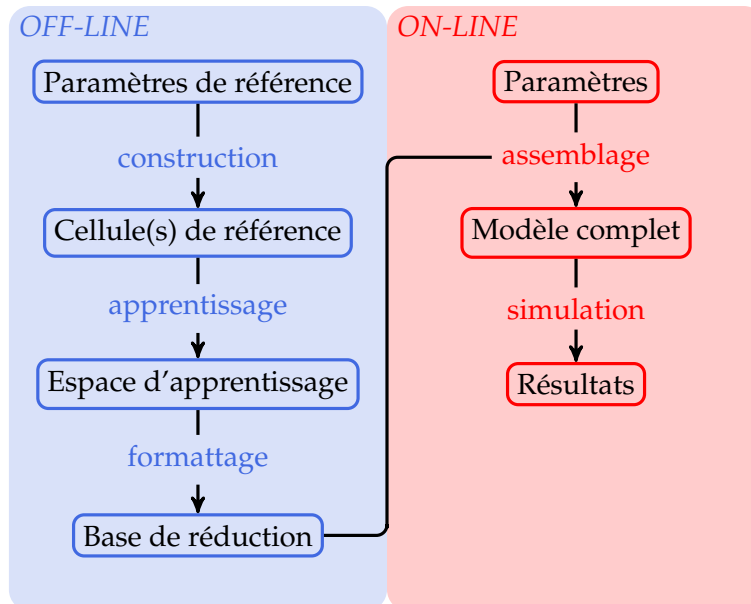 OFF-LINE
Paramètres de référence
construction
Cellule(s) de référence
apprentissage
Espace d'apprentissage
formattage
Base de réduction
ON-LINE
Paramètres
assemblage
Modèle complet
simulation
Résultats